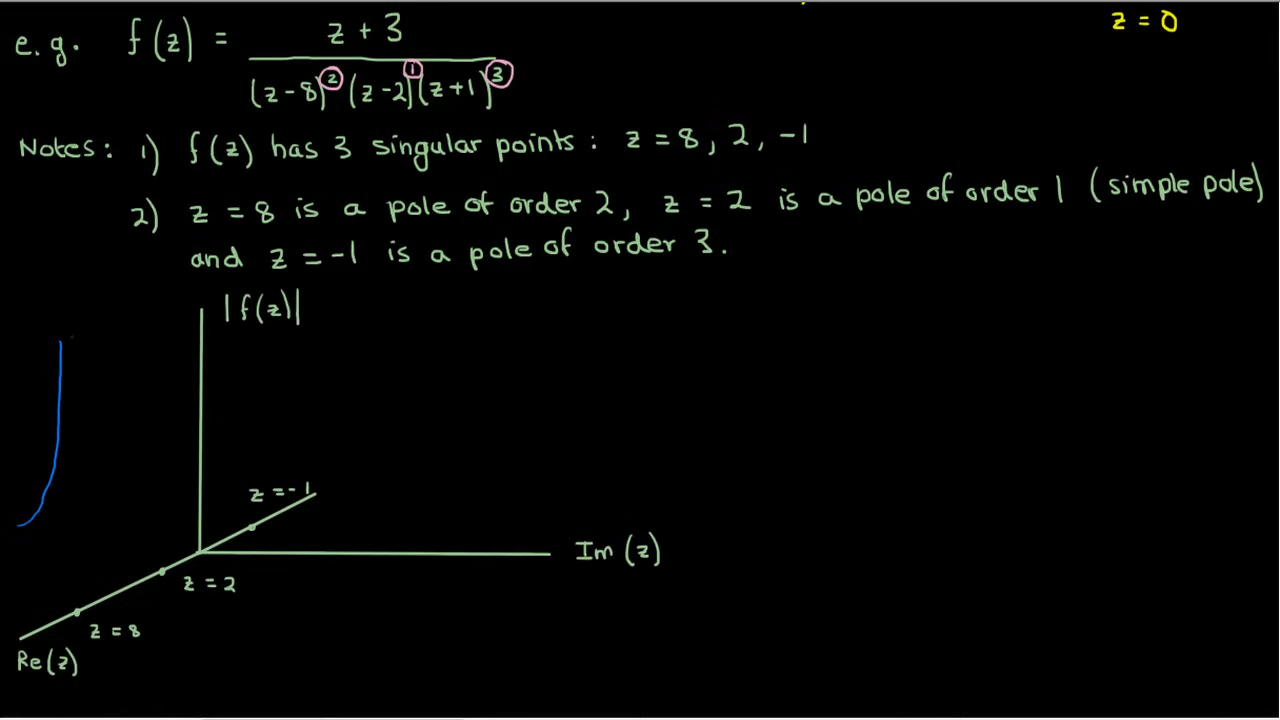 z = 0
e.g. f(z) = z + 3
(z-8)² (z-2)¹ (z+1)³
Notes: 1) f(z) has 3 singular points: z = 8, 2, -1
2) z = 8 is a pole of order 2, z = 2 is a pole of order 1 (simple pole)
and z = -1 is a pole of order 3.
|f(z)|
z = -1
Im(z)
z = 2
z = 8
Re(z)